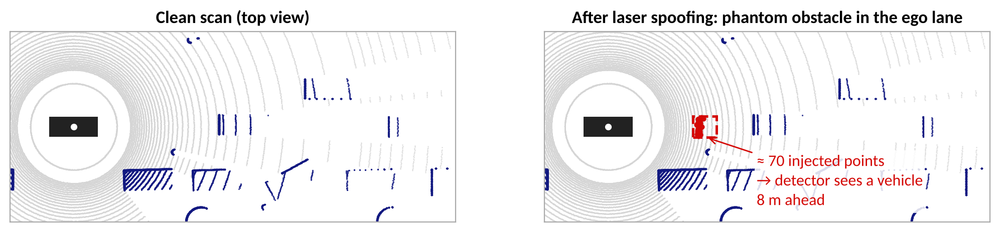 Clean scan (top view)
After laser spoofing: phantom obstacle in the ego lane
≈ 70 injected points
→ detector sees a vehicle
8 m ahead